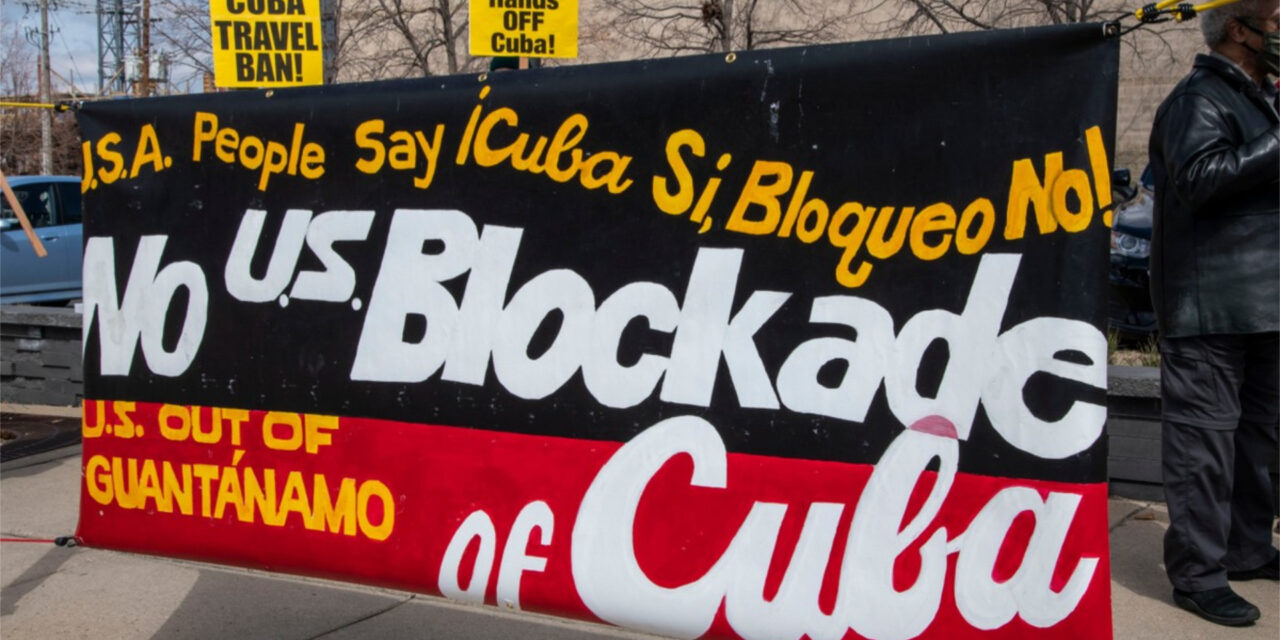 CUBA
TRAVEL
BAN!
Hands
OFF
Cuba!
U.S.A. People Say ¡Cuba Sí, Bloqueo No!
No U.S. Blockade
of Cuba
U.S. OUT OF
GUANTÁNAMO